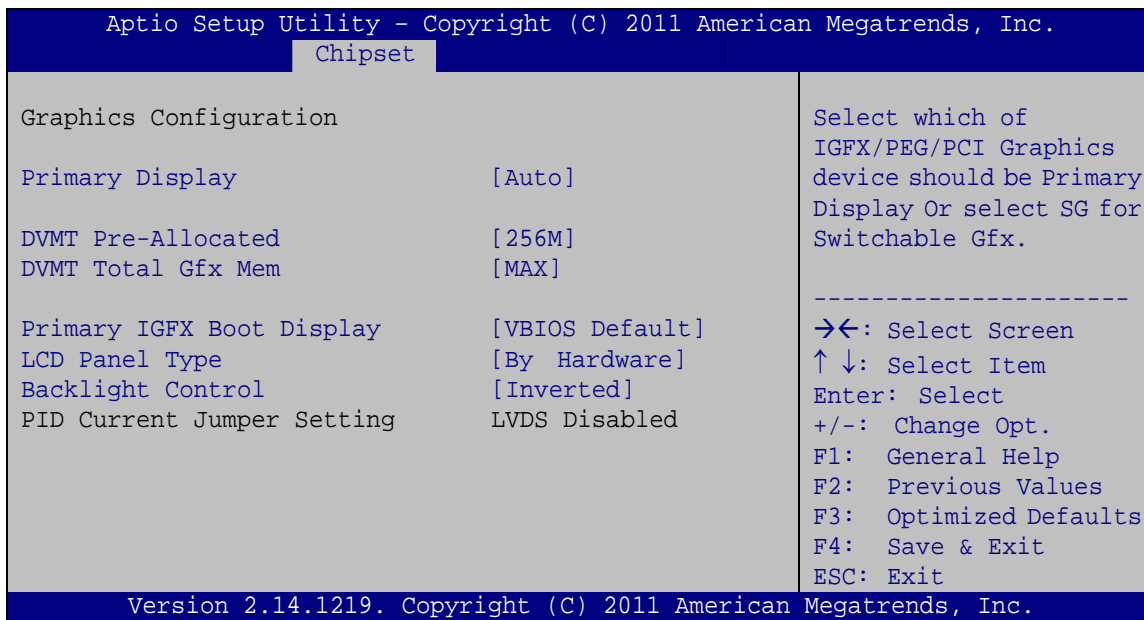 Aptio Setup Utility – Copyright (C) 2011 American Megatrends, Inc.
Chipset
Graphics Configuration
Primary Display [Auto]
DVMT Pre-Allocated [256M]
DVMT Total Gfx Mem [MAX]
Primary IGFX Boot Display [VBIOS Default]
LCD Panel Type [By Hardware]
Backlight Control [Inverted]
PID Current Jumper Setting LVDS Disabled
Select which of
IGFX/PEG/PCI Graphics
device should be Primary
Display Or select SG for
Switchable Gfx.
----------------------
→←: Select Screen
↑ ↓: Select Item
Enter: Select
+/-: Change Opt.
F1: General Help
F2: Previous Values
F3: Optimized Defaults
F4: Save & Exit
ESC: Exit
Version 2.14.1219. Copyright (C) 2011 American Megatrends, Inc.